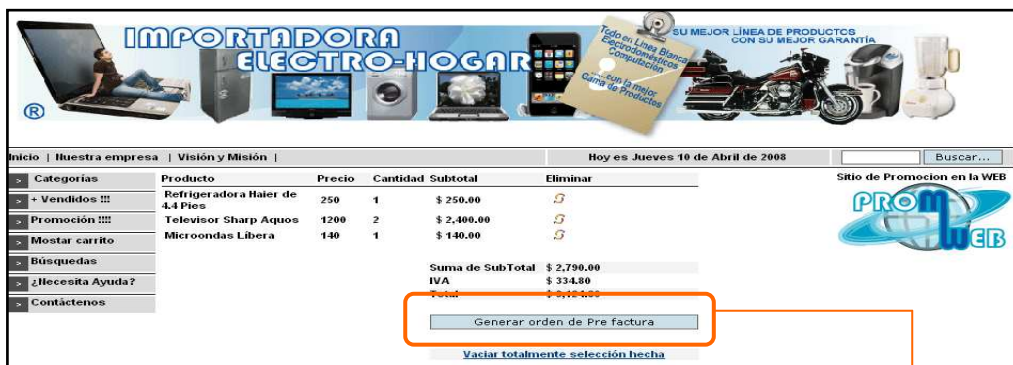 IMPORTADORA
ELECTRO-HOGAR
Todo en Linea Blanca
Electrodomésticos
Computación
...con la mejor
Gama de Productos
SU MEJOR LÍNEA DE PRODUCTOS
CON SU MEJOR GARANTÍA
®
Inicio | Nuestra empresa | Visión y Misión |
Hoy es Jueves 10 de Abril de 2008
Buscar...
> Categorías
> + Vendidos !!!
> Promoción !!!!
> Mostar carrito
> Búsquedas
> ¿Necesita Ayuda?
> Contáctenos
Producto Precio Cantidad Subtotal Eliminar
Refrigeradora Haier de
4.4 Pies 250 1 $ 250.00
Televisor Sharp Aquos 1200 2 $ 2,400.00
Microondas Líbera 140 1 $ 140.00
Suma de SubTotal $ 2,790.00
IVA $ 334.80
Total
Generar orden de Pre factura
Vaciar totalmente selección hecha
Sitio de Promocion en la WEB
PROM
WEB